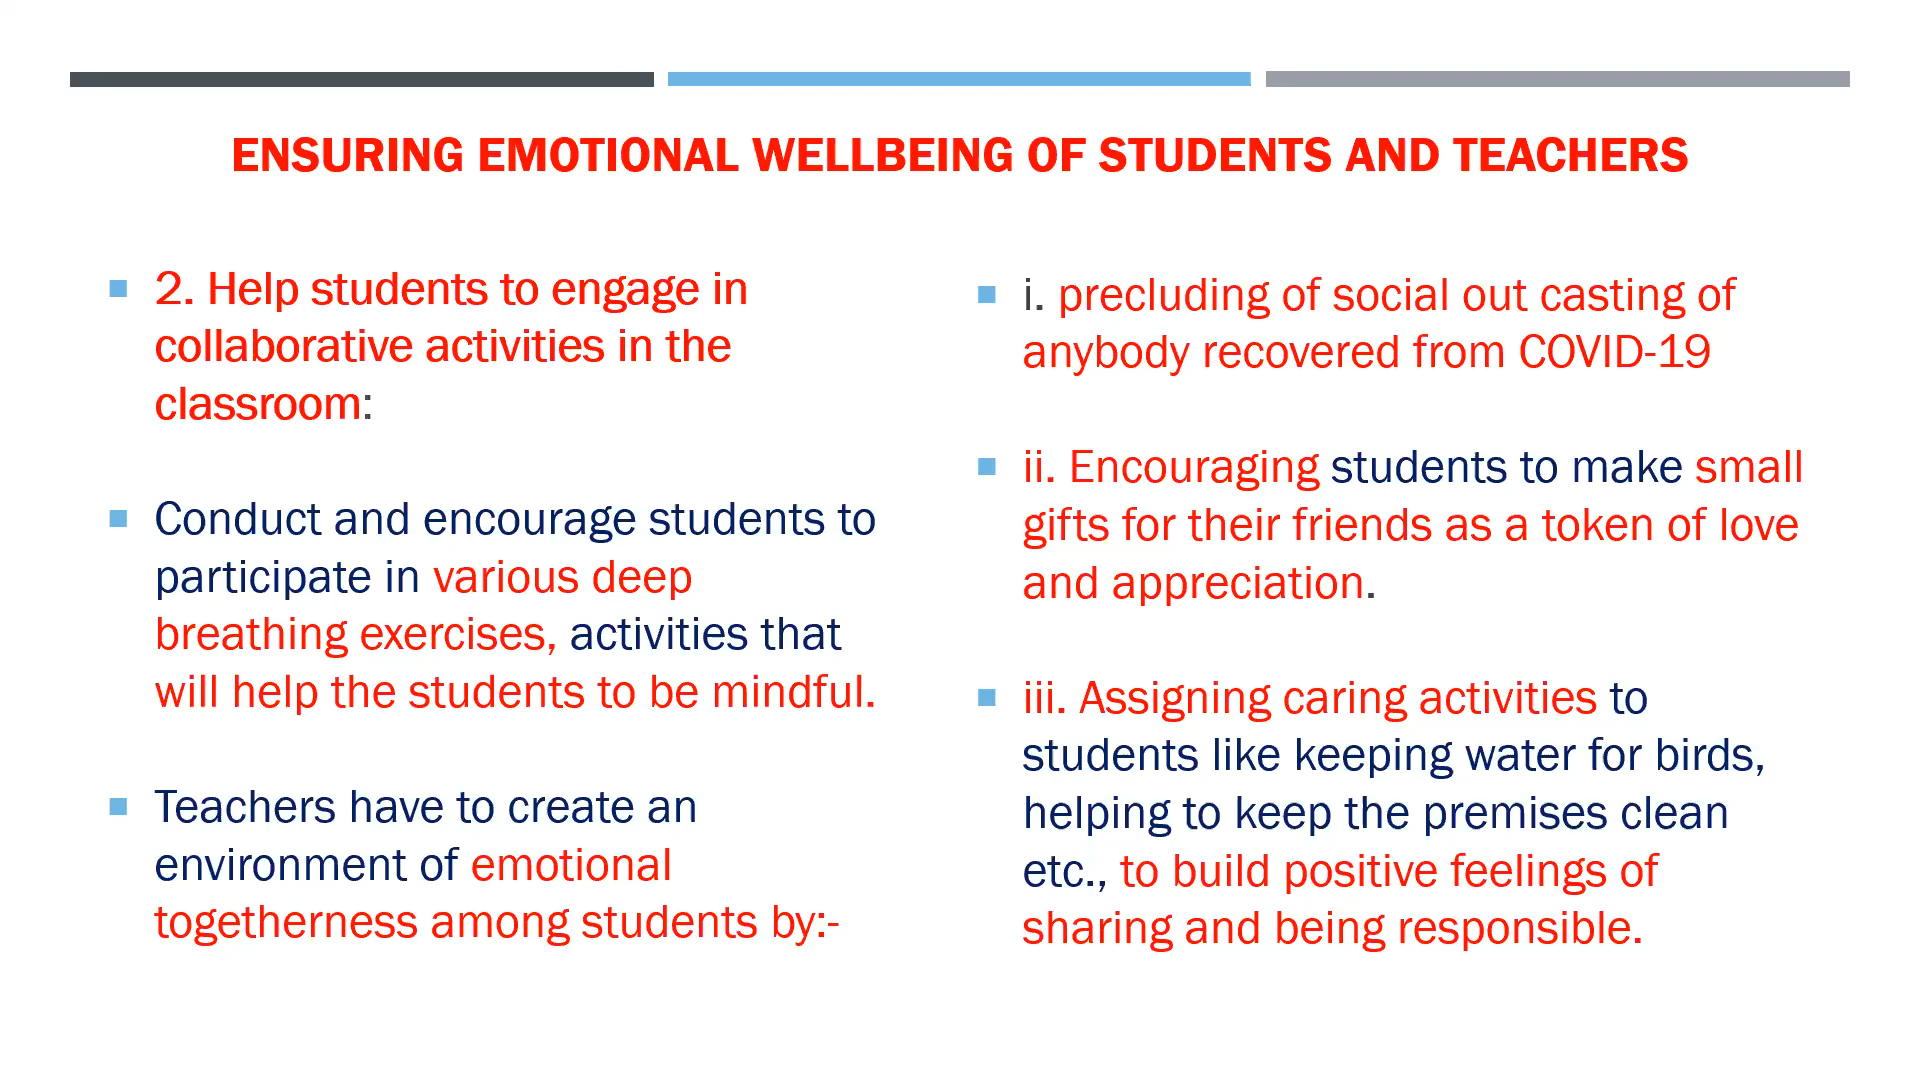 ENSURING EMOTIONAL WELLBEING OF STUDENTS AND TEACHERS
2. Help students to engage in
collaborative activities in the
classroom:
Conduct and encourage students to
participate in various deep
breathing exercises, activities that
will help the students to be mindful.
Teachers have to create an
environment of emotional
togetherness among students by:-
i. precluding of social out casting of
anybody recovered from COVID-19
ii. Encouraging students to make small
gifts for their friends as a token of love
and appreciation.
iii. Assigning caring activities to
students like keeping water for birds,
helping to keep the premises clean
etc., to build positive feelings of
sharing and being responsible.